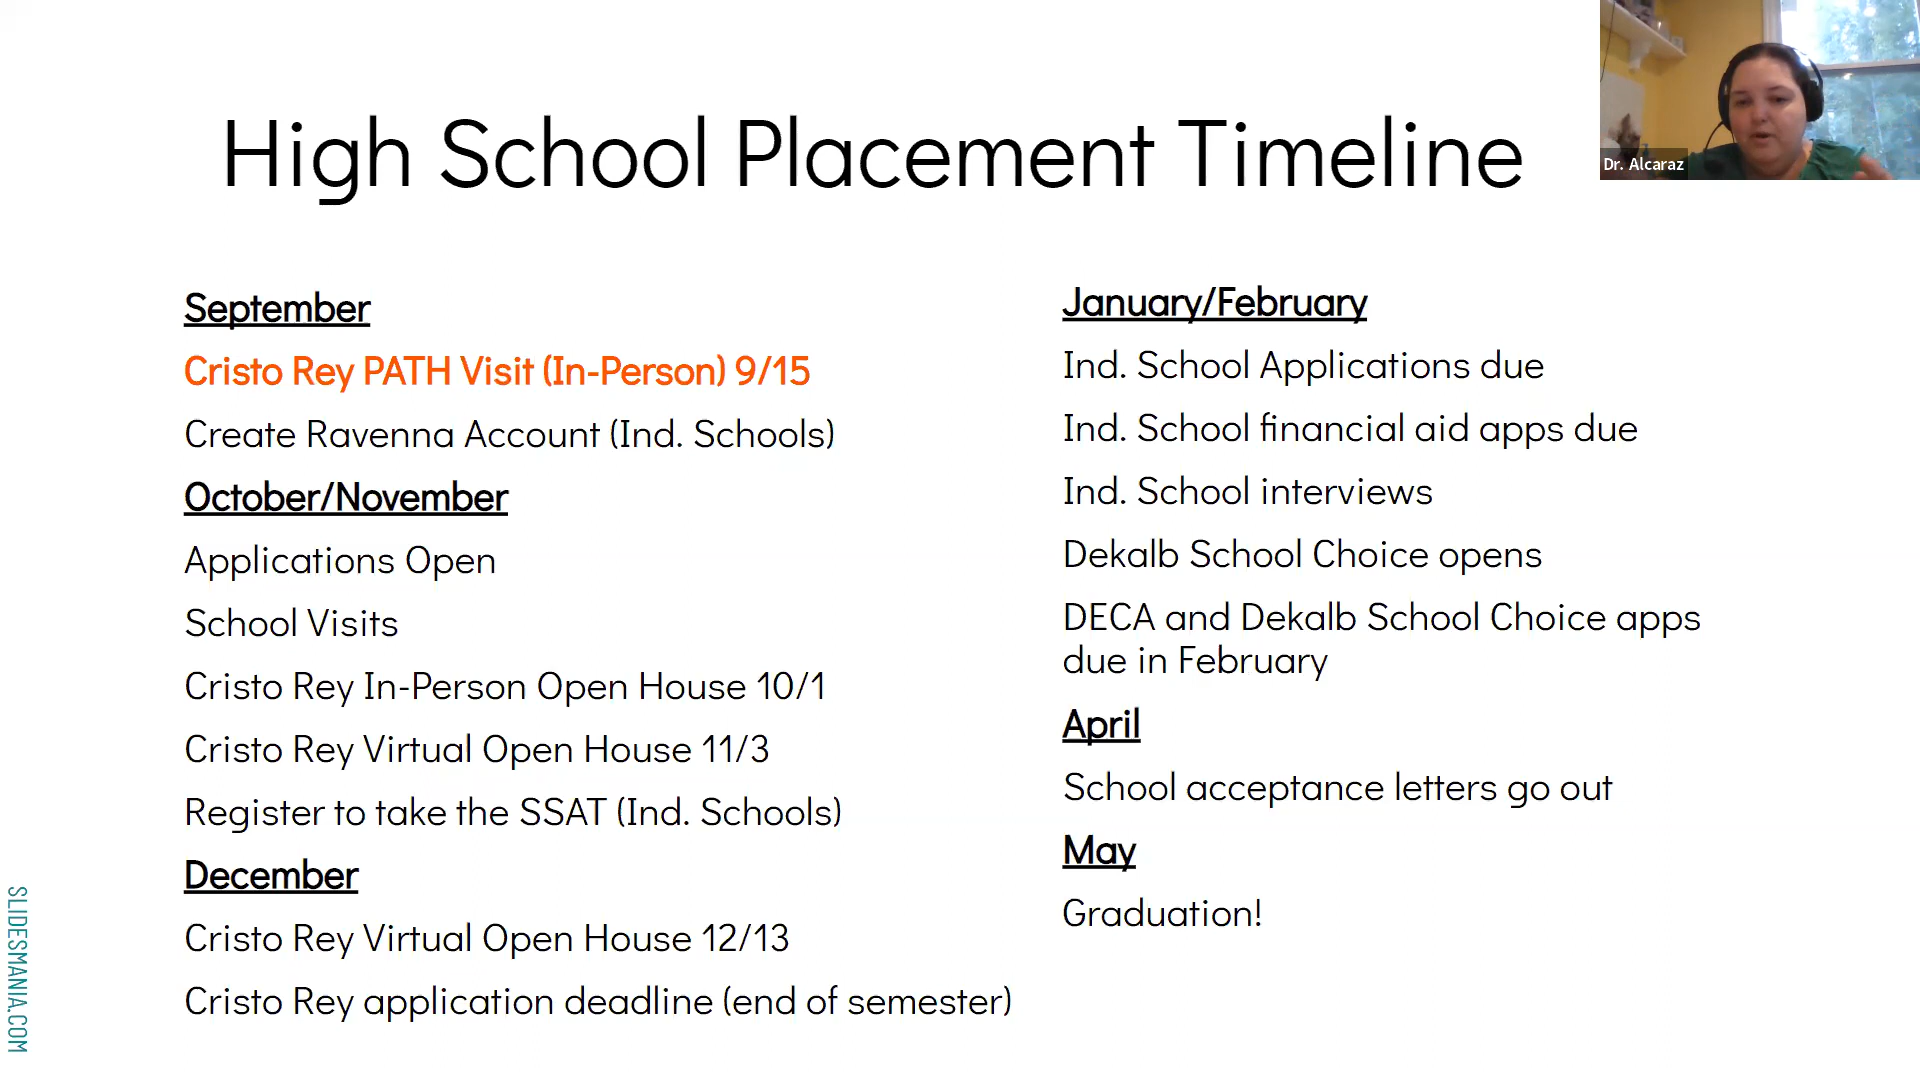 High School Placement Timeline
Dr. Alcaraz
September
Cristo Rey PATH Visit (In-Person) 9/15
Create Ravenna Account (Ind. Schools)
October/November
Applications Open
School Visits
Cristo Rey In-Person Open House 10/1
Cristo Rey Virtual Open House 11/3
Register to take the SSAT (Ind. Schools)
December
Cristo Rey Virtual Open House 12/13
Cristo Rey application deadline (end of semester)
January/February
Ind. School Applications due
Ind. School financial aid apps due
Ind. School interviews
Dekalb School Choice opens
DECA and Dekalb School Choice apps
due in February
April
School acceptance letters go out
May
Graduation!
SLIDESMANIA.COM